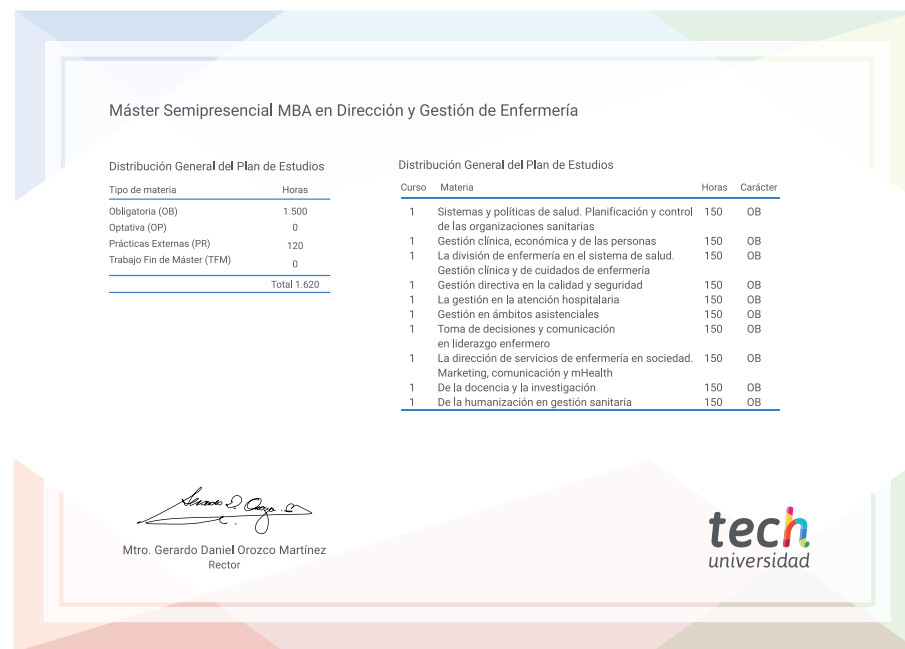 Máster Semipresencial MBA en Dirección y Gestión de Enfermería
Distribución General del Plan de Estudios
Tipo de materia Horas
Obligatoria (OB) 1.500
Optativa (OP) 0
Prácticas Externas (PR) 120
Trabajo Fin de Máster (TFM) 0
Total 1.620
Distribución General del Plan de Estudios
Curso Materia Horas Carácter
1 Sistemas y políticas de salud. Planificación y control 150 OB
de las organizaciones sanitarias
1 Gestión clínica, económica y de las personas 150 OB
1 La división de enfermería en el sistema de salud. 150 OB
Gestión clínica y de cuidados de enfermería
1 Gestión directiva en la calidad y seguridad 150 OB
1 La gestión en la atención hospitalaria 150 OB
1 Gestión en ámbitos asistenciales 150 OB
1 Toma de decisiones y comunicación 150 OB
en liderazgo enfermero
1 La dirección de servicios de enfermería en sociedad. 150 OB
Marketing, comunicación y mHealth
1 De la docencia y la investigación 150 OB
1 De la humanización en gestión sanitaria 150 OB
Mtro. Gerardo Daniel Orozco Martínez
Rector
tech
universidad